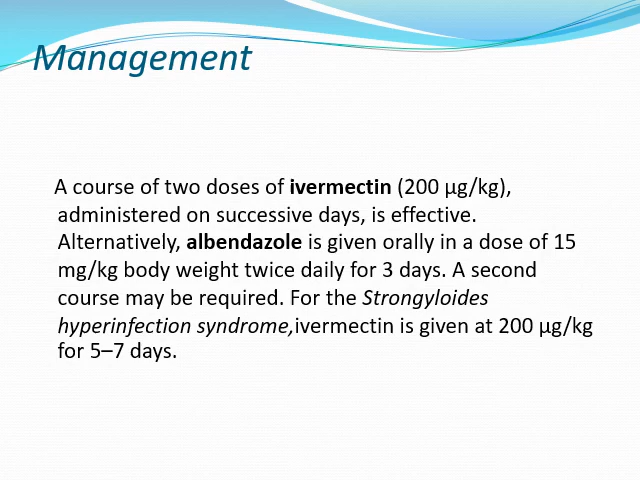 Management
A course of two doses of ivermectin (200 μg/kg),
administered on successive days, is effective.
Alternatively, albendazole is given orally in a dose of 15
mg/kg body weight twice daily for 3 days. A second
course may be required. For the Strongyloides
hyperinfection syndrome,ivermectin is given at 200 μg/kg
for 5–7 days.